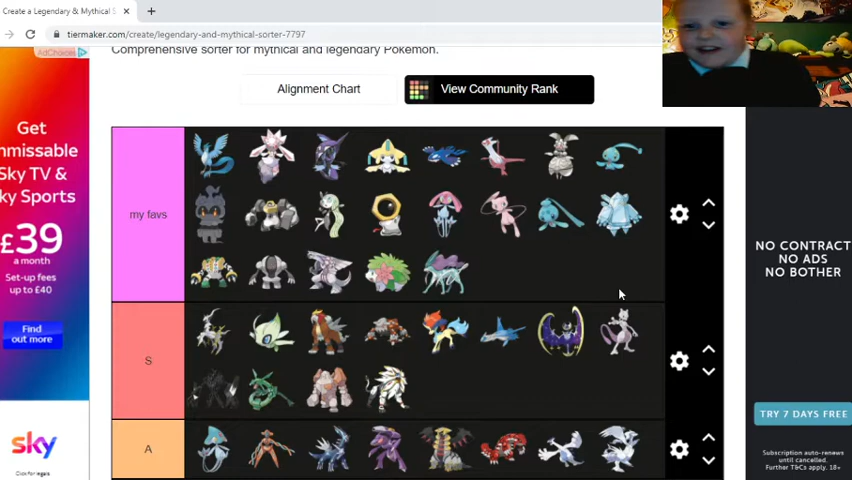 Create a Legendary & Mythical S
tiermaker.com/create/legendary-and-mythical-sorter-7797
Comprehensive sorter for mythical and legendary Pokemon.
AdChoices
Alignment Chart
View Community Rank
Get
nmissable
Sky TV &
ky Sports
£39
a month
Set-up fees
up to £40
Find
out more
sky
my favs
S
A
NO CONTRAC
NO ADS
NO BOTHER
TRY 7 DAYS FREE
Subscription auto-renews
until cancelled.
Further T&Cs apply. 18+